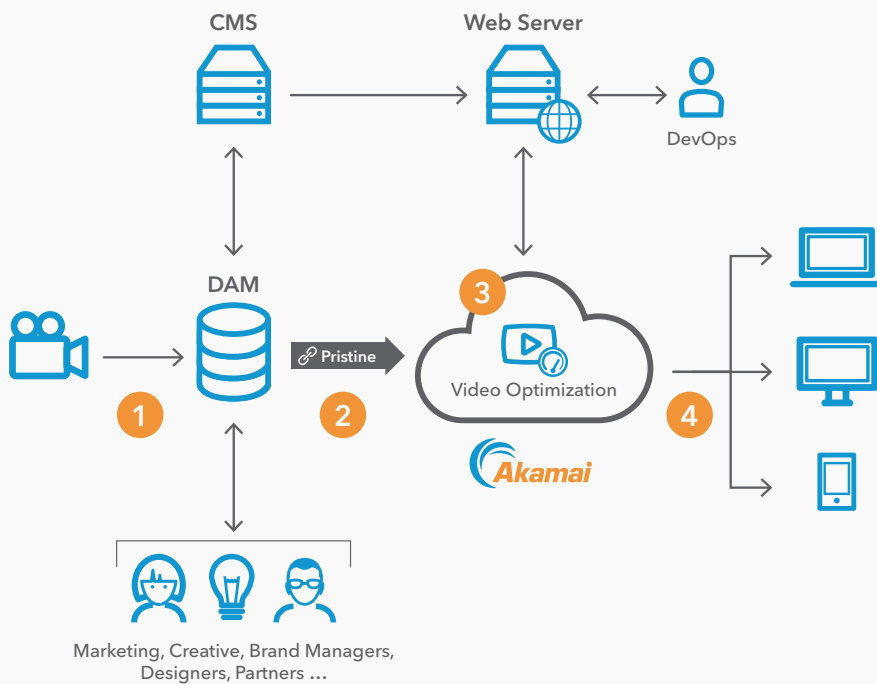 CMS
Web Server
DevOps
DAM
3
Pristine
Video Optimization
1
2
4
Akamai
Marketing, Creative, Brand Managers,
Designers, Partners ...